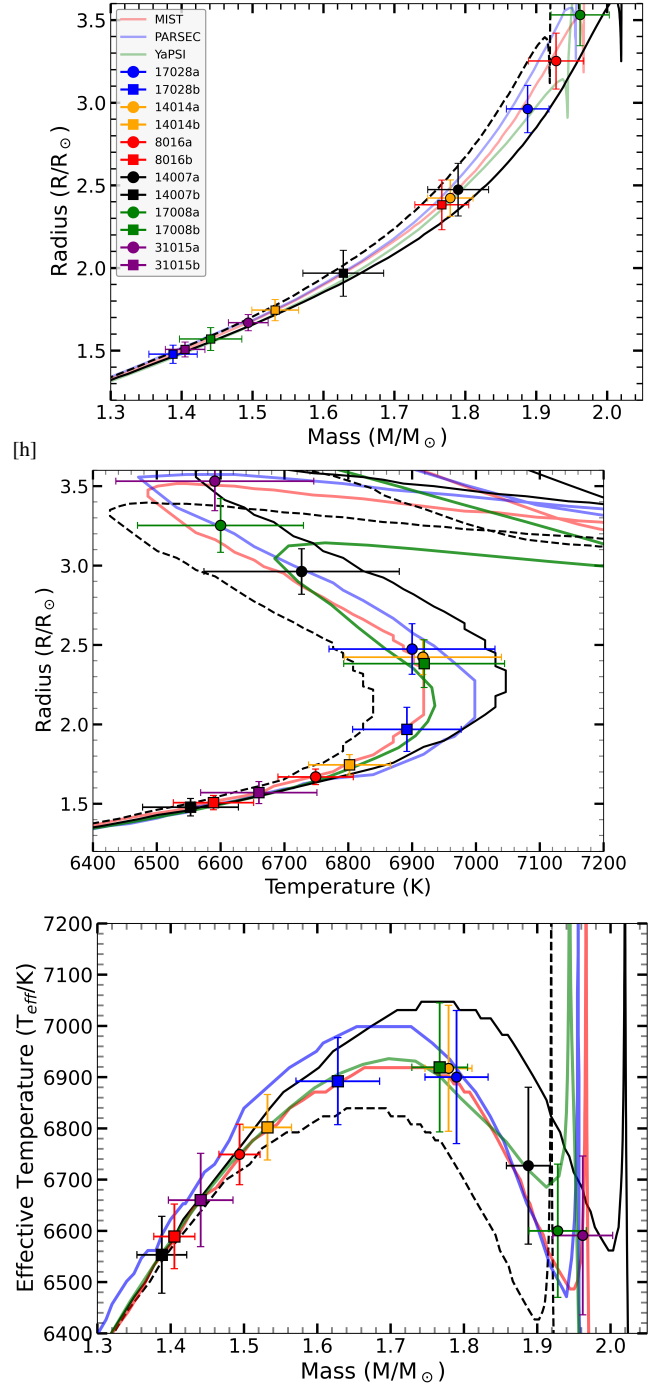 3.5
3.0
2.5
2.0
1.5
Radius (R/R⊙)
MIST
PARSEC
YaPSI
17028a
17028b
14014a
14014b
8016a
8016b
14007a
14007b
17008a
17008b
31015a
31015b
1.3 1.4 1.5 1.6 1.7 1.8 1.9 2.0
Mass (M/M⊙)
[h]
3.5
3.0
2.5
2.0
1.5
Radius (R/R⊙)
6400 6500 6600 6700 6800 6900 7000 7100 7200
Temperature (K)
7200
7100
7000
6900
6800
6700
6600
6500
6400
Effective Temperature (Teff/K)
1.3 1.4 1.5 1.6 1.7 1.8 1.9 2.0
Mass (M/M⊙)